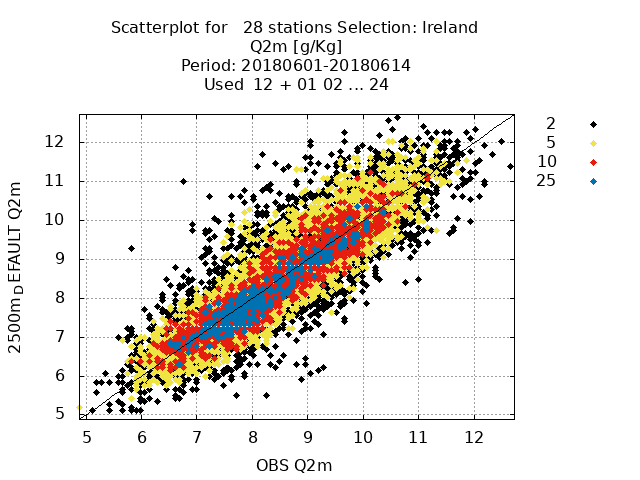 Scatterplot for   28 stations Selection: Ireland
Q2m [g/Kg]
Period: 20180601-20180614
Used  12 + 01 02 ... 24
2
5
10
25
12
11
10
9
8
7
6
5
2500m_DEFAULT Q2m
5 6 7 8 9 10 11 12
OBS Q2m